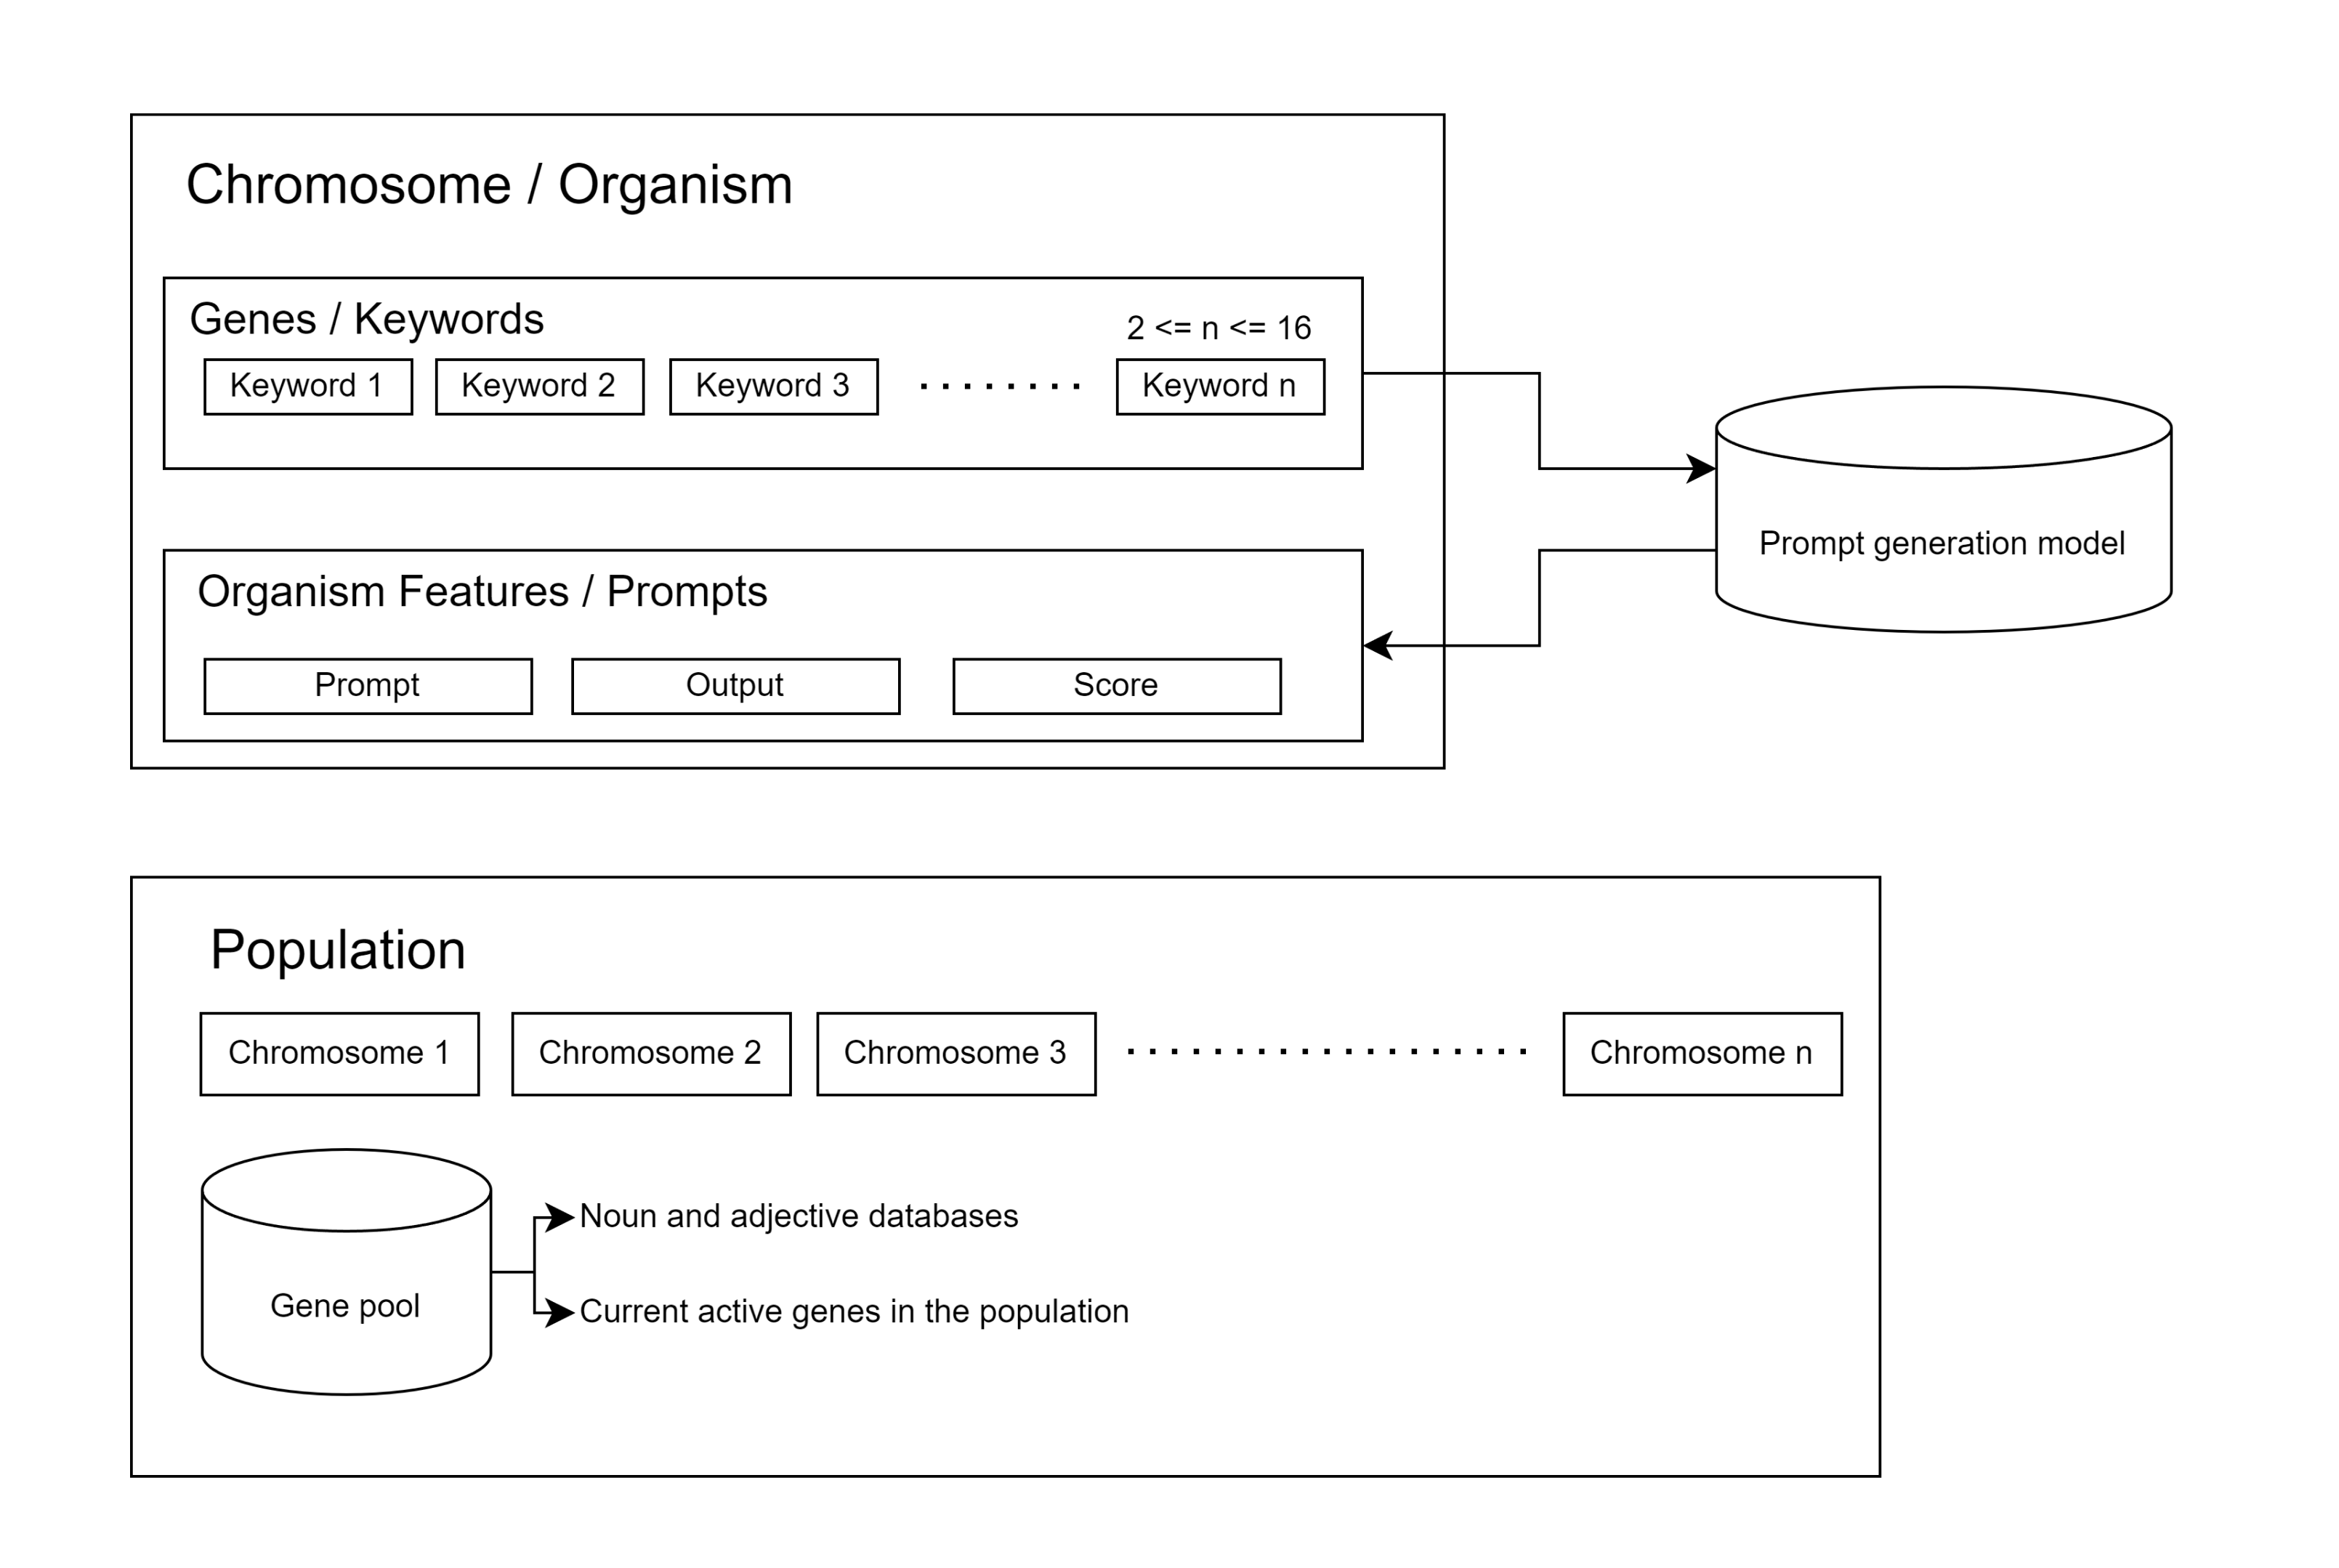 Chromosome / Organism
Genes / Keywords
2 <= n <= 16
Keyword 1
Keyword 2
Keyword 3
........
Keyword n
Prompt generation model
Organism Features / Prompts
Prompt
Output
Score
Population
Chromosome 1
Chromosome 2
Chromosome 3
...................
Chromosome n
Gene pool
Noun and adjective databases
Current active genes in the population